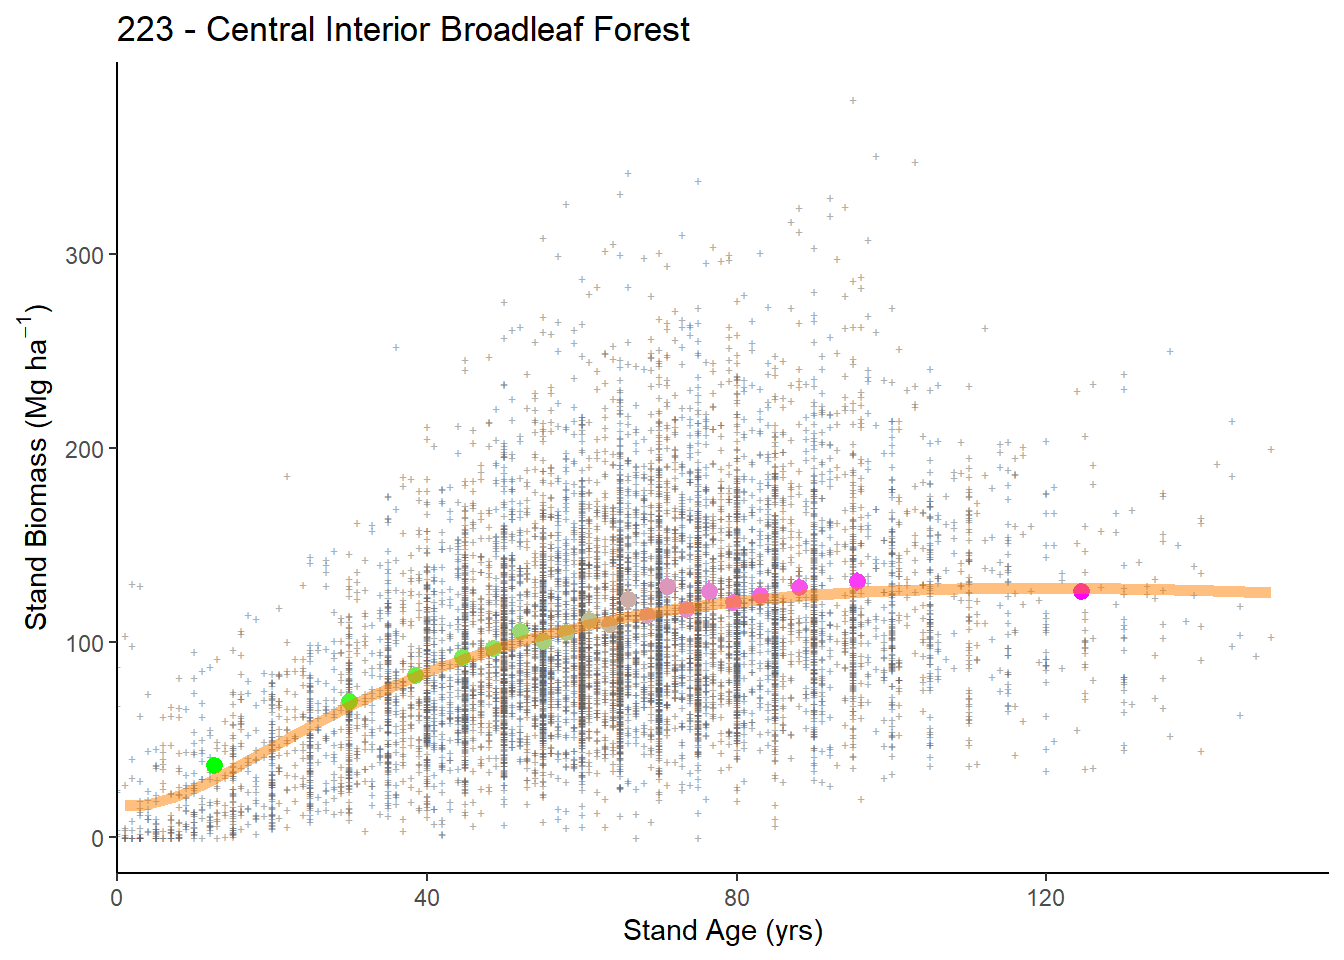 223 - Central Interior Broadleaf Forest
Stand Biomass (Mg ha⁻¹)
300
200
100
0
0 40 80 120
Stand Age (yrs)